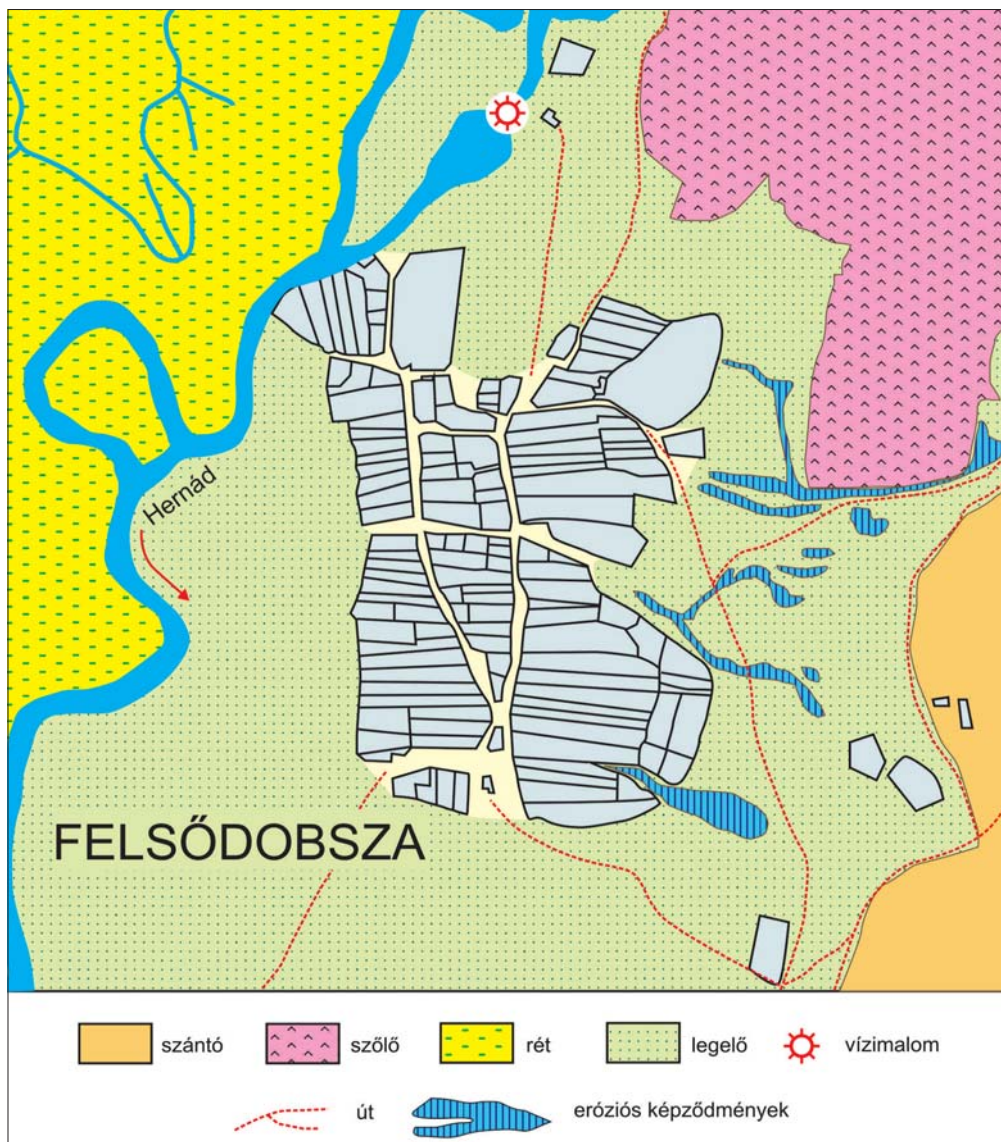 Hernád
FELSŐDOBSZA
szántó
szőlő
rét
legelő
vízimalom
út
eróziós képződmények